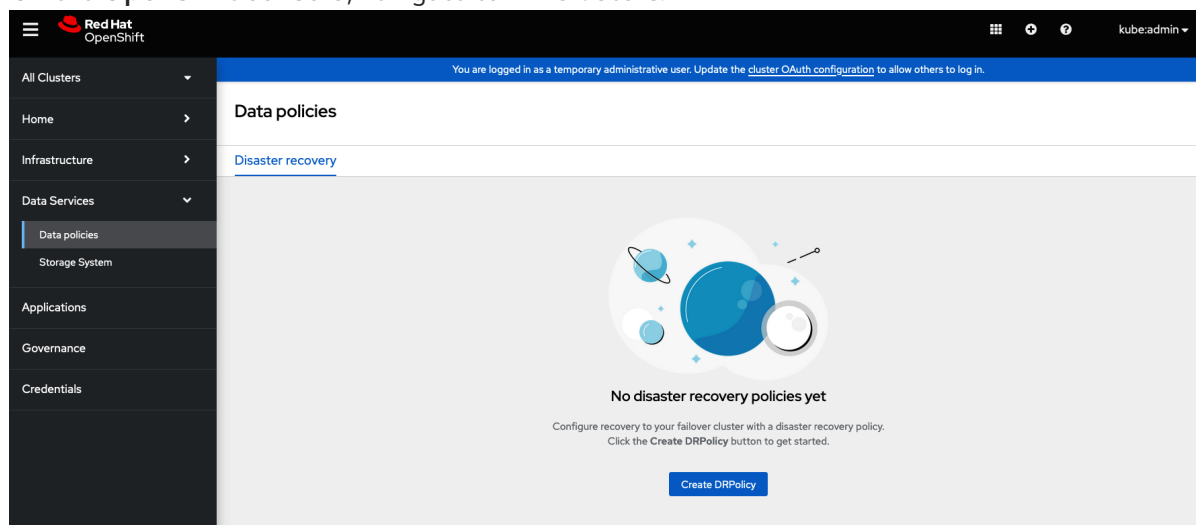 Red Hat
OpenShift
kube:admin
All Clusters
You are logged in as a temporary administrative user. Update the cluster OAuth configuration to allow others to log in.
Home
Data policies
Infrastructure
Disaster recovery
Data Services
Data policies
Storage System
Applications
Governance
Credentials
No disaster recovery policies yet
Configure recovery to your failover cluster with a disaster recovery policy.
Click the Create DRPolicy button to get started.
Create DRPolicy